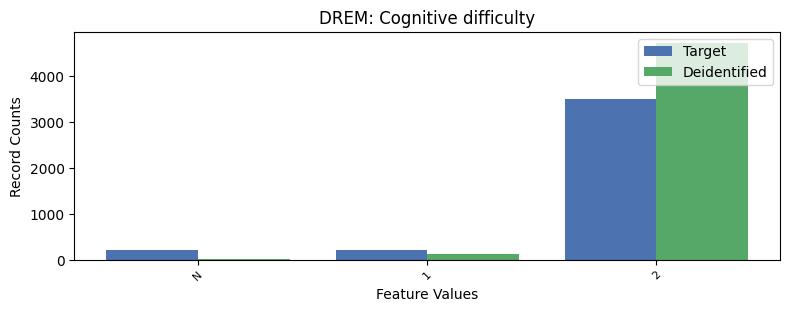 DREM: Cognitive difficulty
Target
Deidentified
Record Counts
4000
3000
2000
1000
0
N
1
2
Feature Values